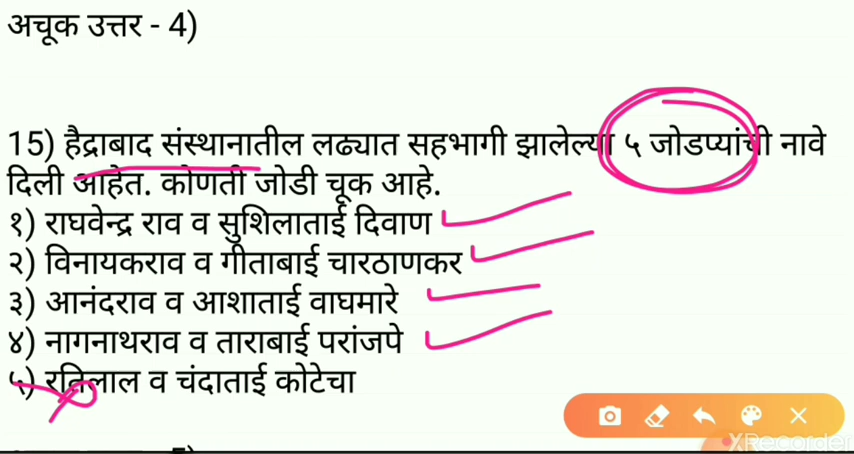 अचूक उत्तर - 4)
15) हैद्राबाद संस्थानातील लढ्यात सहभागी झालेल्या ५ जोडप्यांची नावे
दिली आहेत. कोणती जोडी चूक आहे.
१) राघवेन्द्र राव व सुशिलाताई दिवाण
२) विनायकराव व गीताबाई चारठाणकर
३) आनंदराव व आशाताई वाघमारे
४) नागनाथराव व ताराबाई परांजपे
५) रतिलाल व चंदाताई कोटेचा
XRecorder